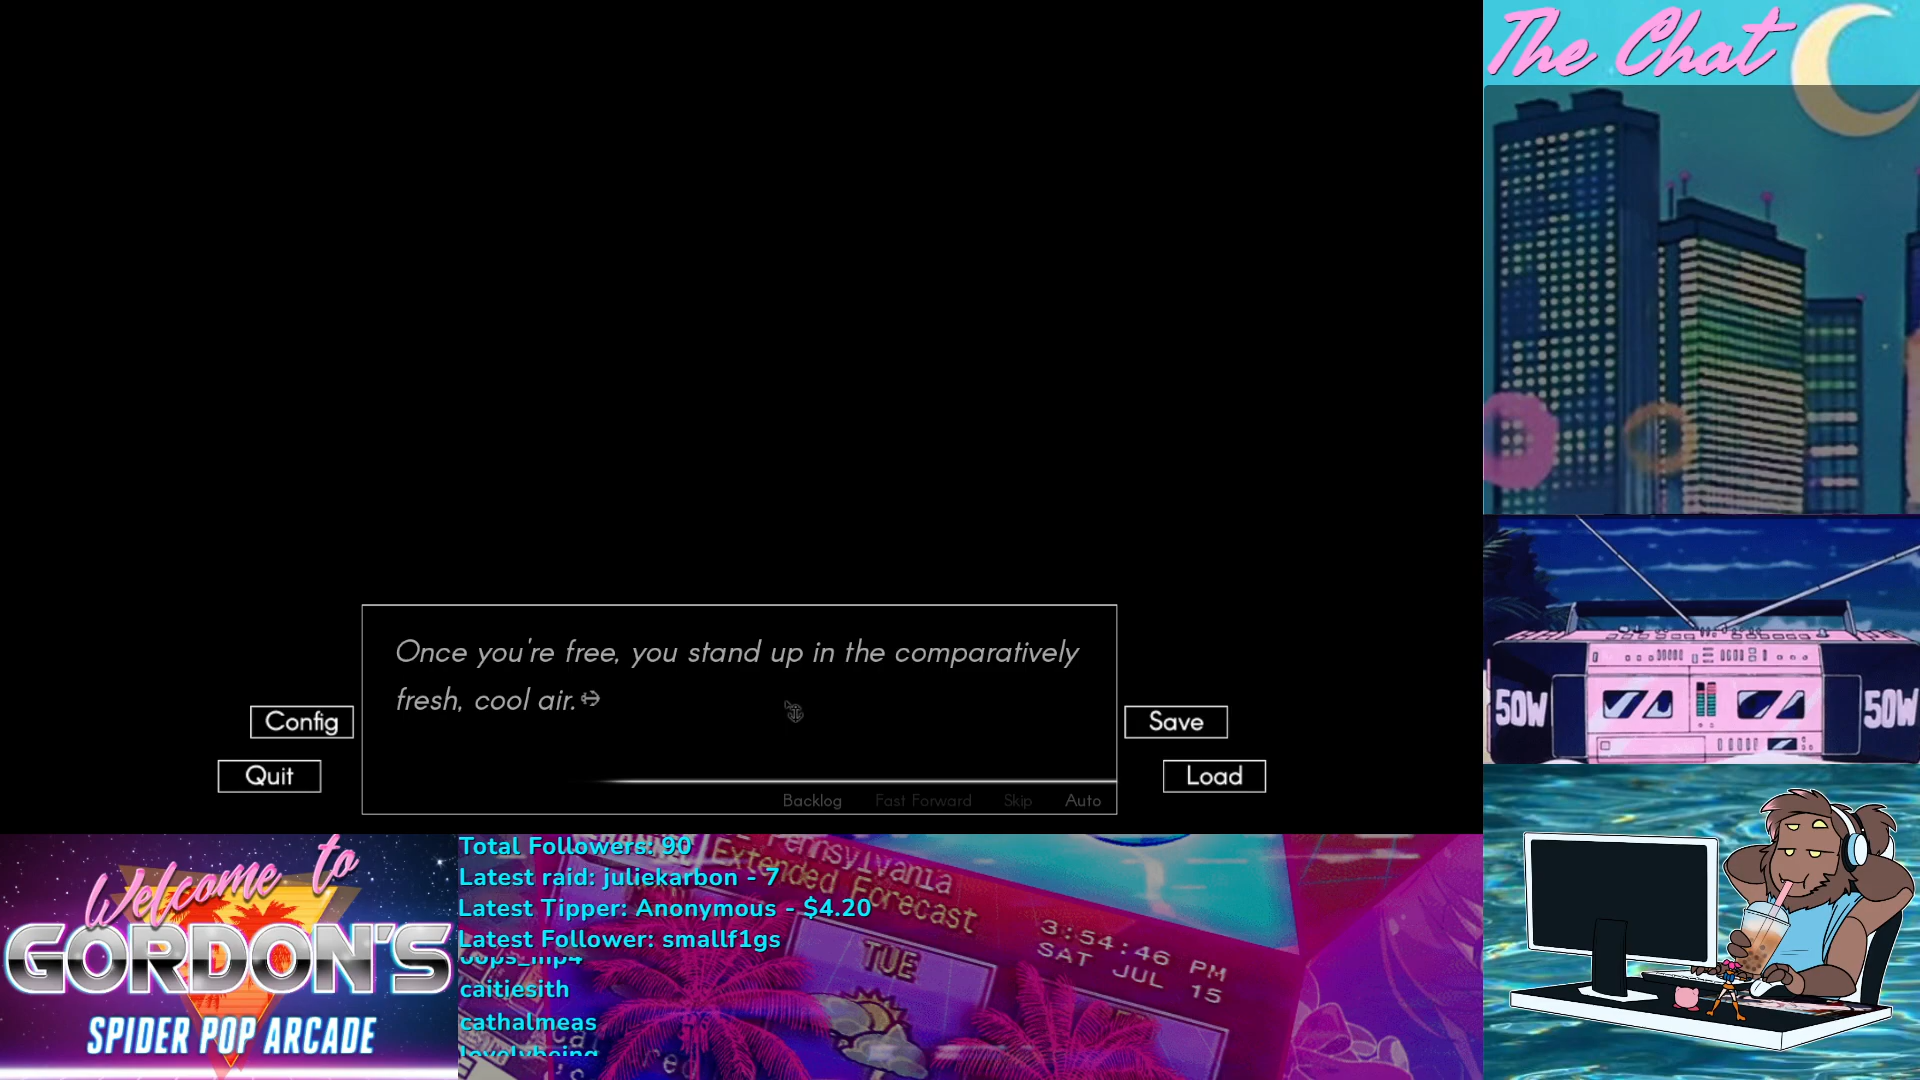 The Chat
Once you're free, you stand up in the comparatively
fresh, cool air.
Config
Save
Quit
Load
Backlog Fast Forward Skip Auto
50W
50W
Welcome to
GORDON'S
SPIDER POP ARCADE
Total Followers: 90
Latest raid: juliekarbon - 7
Latest Tipper: Anonymous - $4.20
Latest Follower: smallf1gs
oops_mp4
caitiesith
cathalmeas
lovelybeing
Pennsylvania
Extended Forecast
3:54:46 PM
SAT JUL 15
TUE